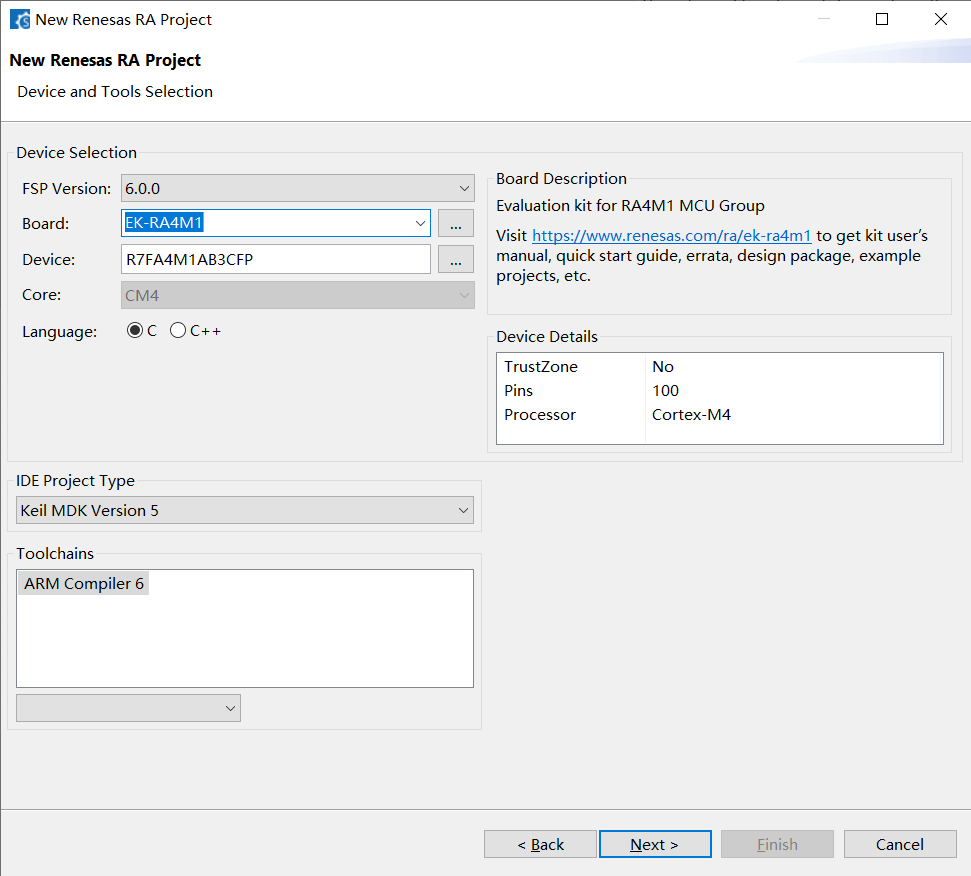 New Renesas RA Project
New Renesas RA Project
Device and Tools Selection
Device Selection
FSP Version: 6.0.0
Board: EK-RA4M1 ...
Device: R7FA4M1AB3CFP ...
Core: CM4
Language: C C++
Board Description
Evaluation kit for RA4M1 MCU Group
Visit https://www.renesas.com/ra/ek-ra4m1 to get kit user's
manual, quick start guide, errata, design package, example
projects, etc.
Device Details
TrustZone No
Pins 100
Processor Cortex-M4
IDE Project Type
Keil MDK Version 5
Toolchains
ARM Compiler 6
< Back Next > Finish Cancel